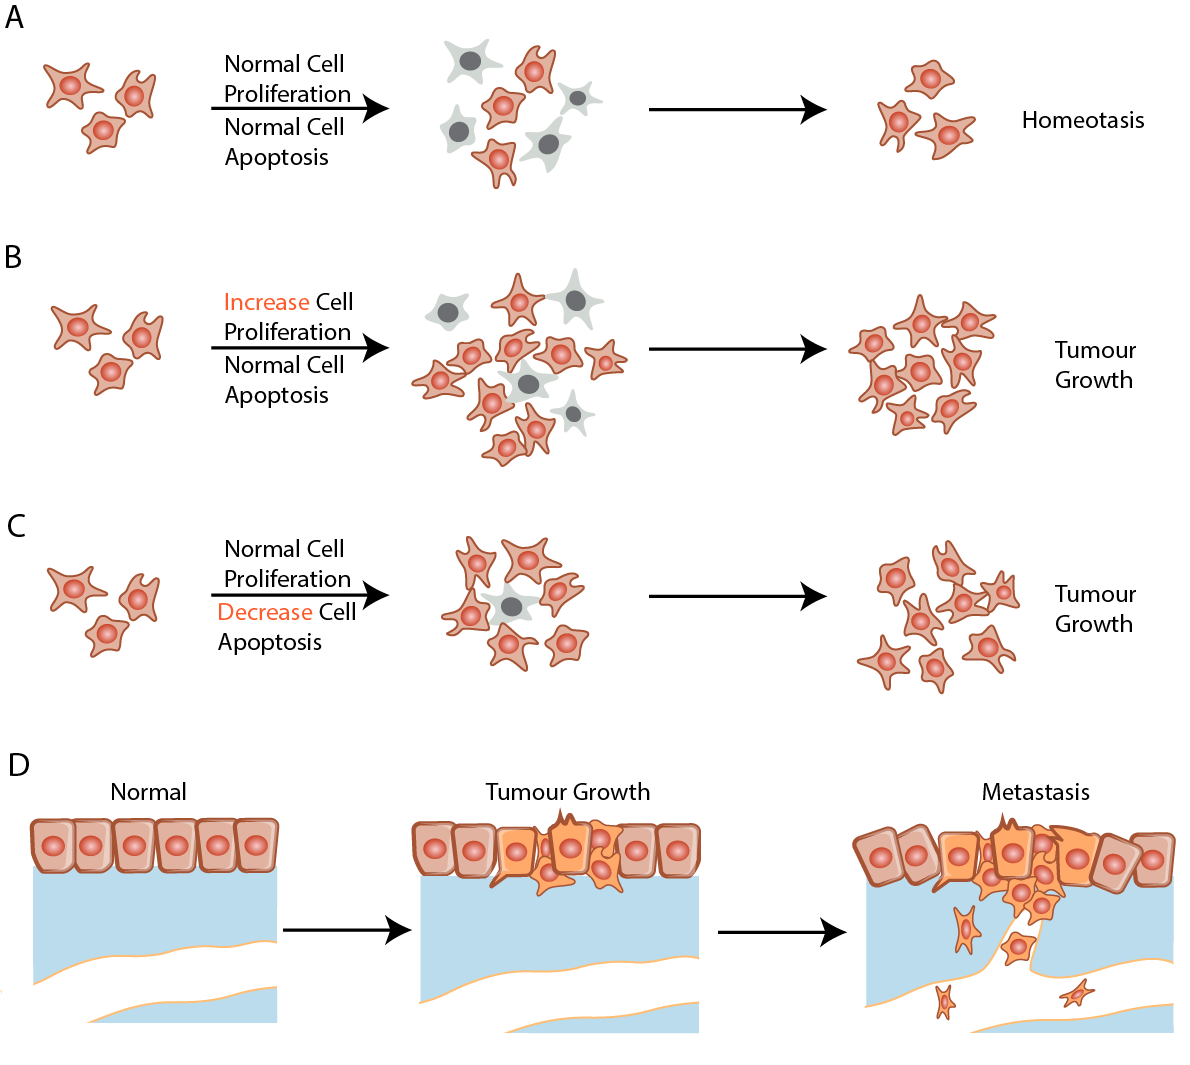 A
Normal Cell
Proliferation
Normal Cell
Apoptosis
Homeotasis
B
Increase Cell
Proliferation
Normal Cell
Apoptosis
Tumour
Growth
C
Normal Cell
Proliferation
Decrease Cell
Apoptosis
Tumour
Growth
D
Normal
Tumour Growth
Metastasis